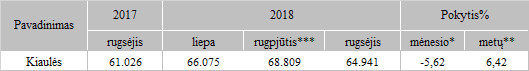 Pavadinimas 2017 2018 Pokytis%
rugsėjis liepa rugpjūtis*** rugsėjis mėnesio* metų**
Kiaulės 61.026 66.075 68.809 64.941 -5,62 6,42